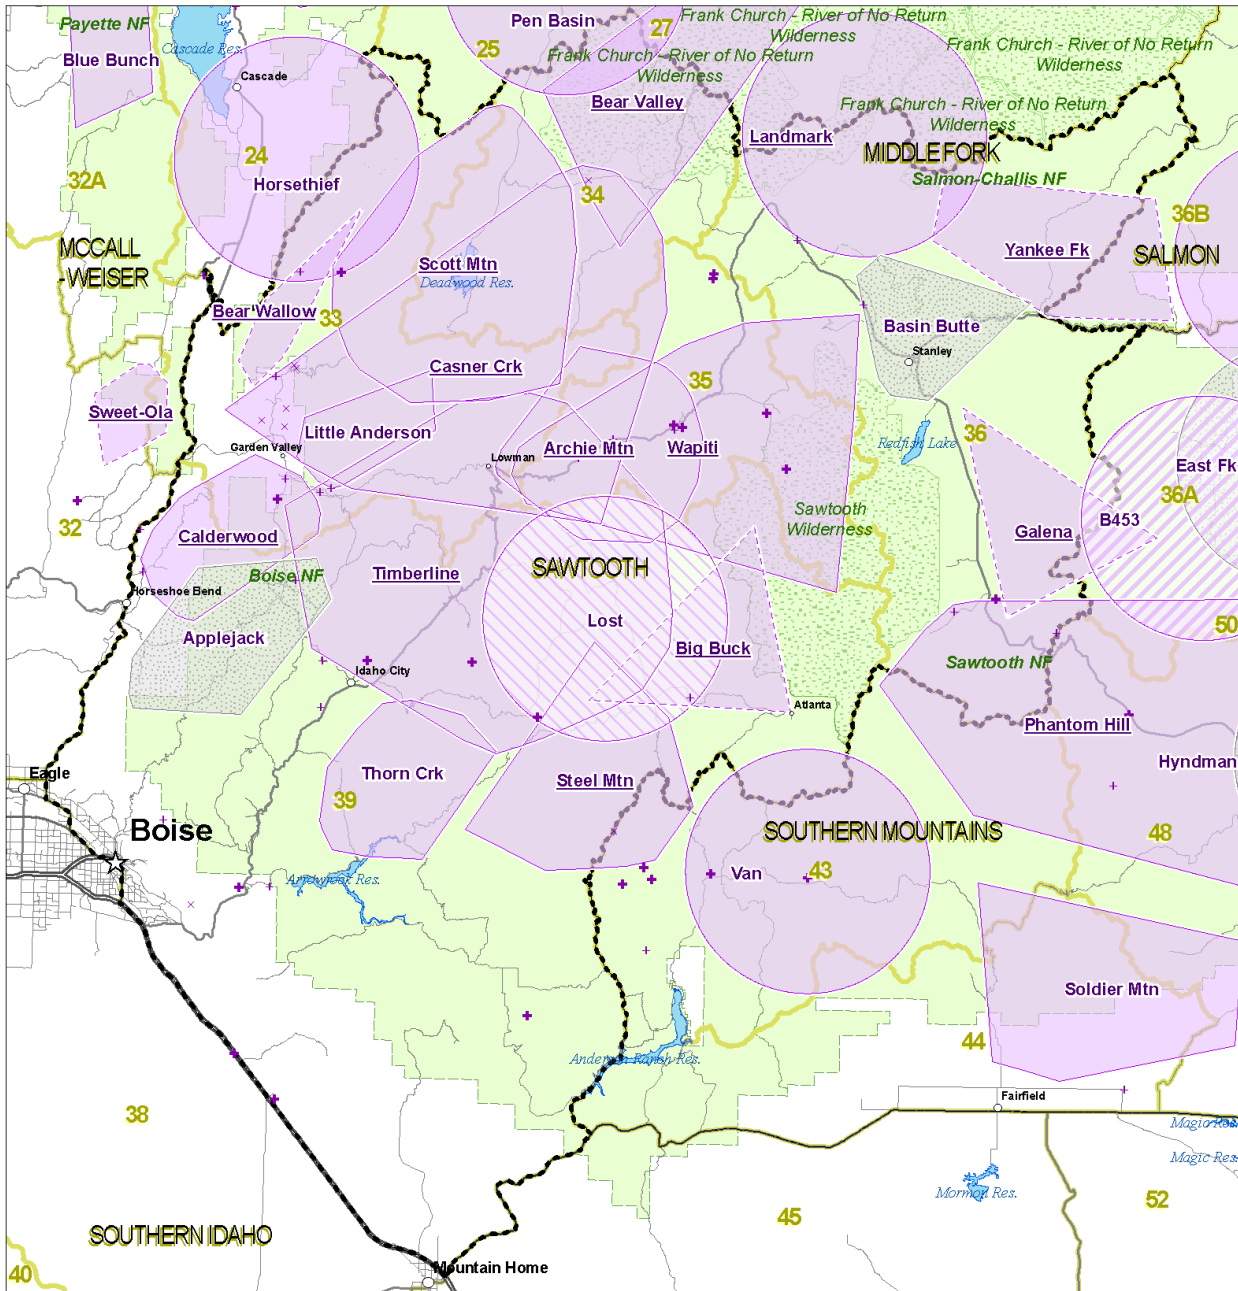 Payette NF
Blue Bunch
Cascade Res.
Cascade
Pen Basin
25
27
Frank Church - River of No Return
Wilderness
Frank Church - River of No Return
Wilderness
Frank Church - River of No Return
Wilderness
Frank Church - River of No Return
Wilderness
Bear Valley
Landmark
MIDDLE FORK
Salmon-Challis NF
24
Horsethief
32A
34
36B
MCCALL
-WEISER
Scott Mtn
Deadwood Res.
Yankee Fk
SALMON
Bear Wallow
33
Basin Butte
Stanley
Casner Crk
35
Sweet-Ola
Little Anderson
Garden Valley
Lowman
Archie Mtn
Wapiti
Redfish Lake
36
East Fk
36A
32
Sawtooth
Wilderness
B453
Galena
Calderwood
Boise NF
Timberline
SAWTOOTH
Horseshoe Bend
Applejack
Lost
Big Buck
50
Idaho City
Sawtooth NF
Atlanta
Phantom Hill
Hyndman
Eagle
Thorn Crk
39
Steel Mtn
Boise
SOUTHERN MOUNTAINS
48
Van
43
Arrowrock Res.
Soldier Mtn
44
Anderson Ranch Res.
Fairfield
38
Magic Res.
Magic Res.
Mormon Res.
52
45
SOUTHERN IDAHO
40
Mountain Home